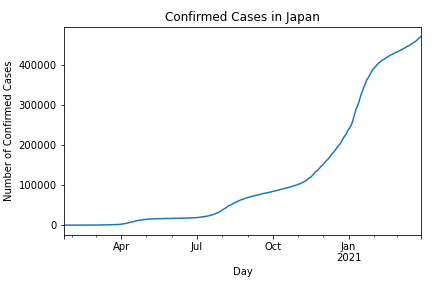 Confirmed Cases in Japan
Number of Confirmed Cases
400000
300000
200000
100000
0
Apr
Jul
Oct
Jan
2021
Day